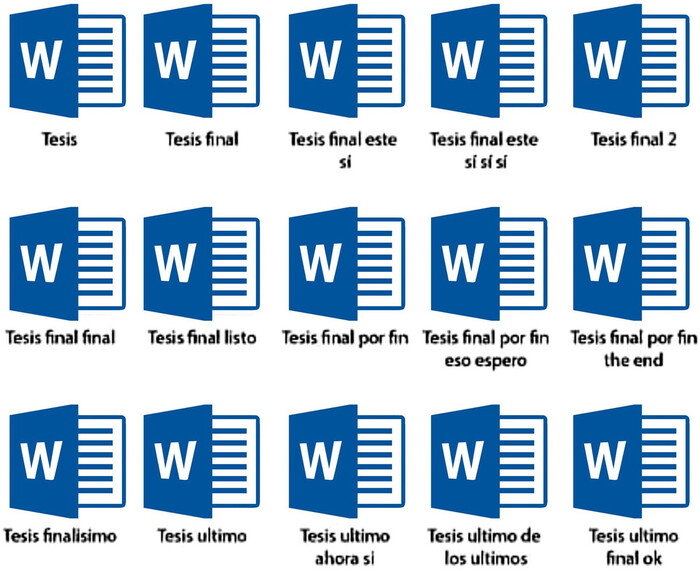 W W W W W
Tesis
Tesis final
Tesis final este
sí
Tesis final este
sí sí sí
Tesis final 2
W W W W W
Tesis final final
Tesis final listo
Tesis final por fin
Tesis final por fin
eso espero
Tesis final por fin
the end
W W W W W
Tesis finalisimo
Tesis ultimo
Tesis ultimo
ahora si
Tesis ultimo de
los ultimos
Tesis ultimo
final ok